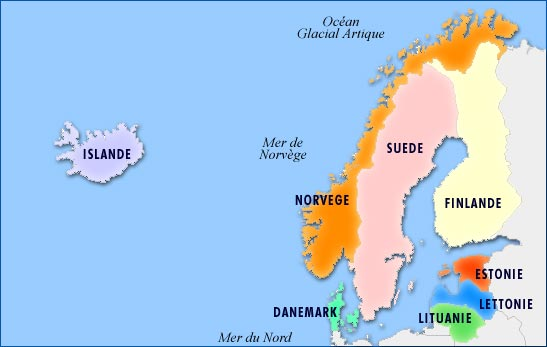 Océan
Glacial Artique
ISLANDE
Mer de
Norvège
SUEDE
NORVEGE
FINLANDE
ESTONIE
LETTONIE
DANEMARK
LITUANIE
Mer du Nord